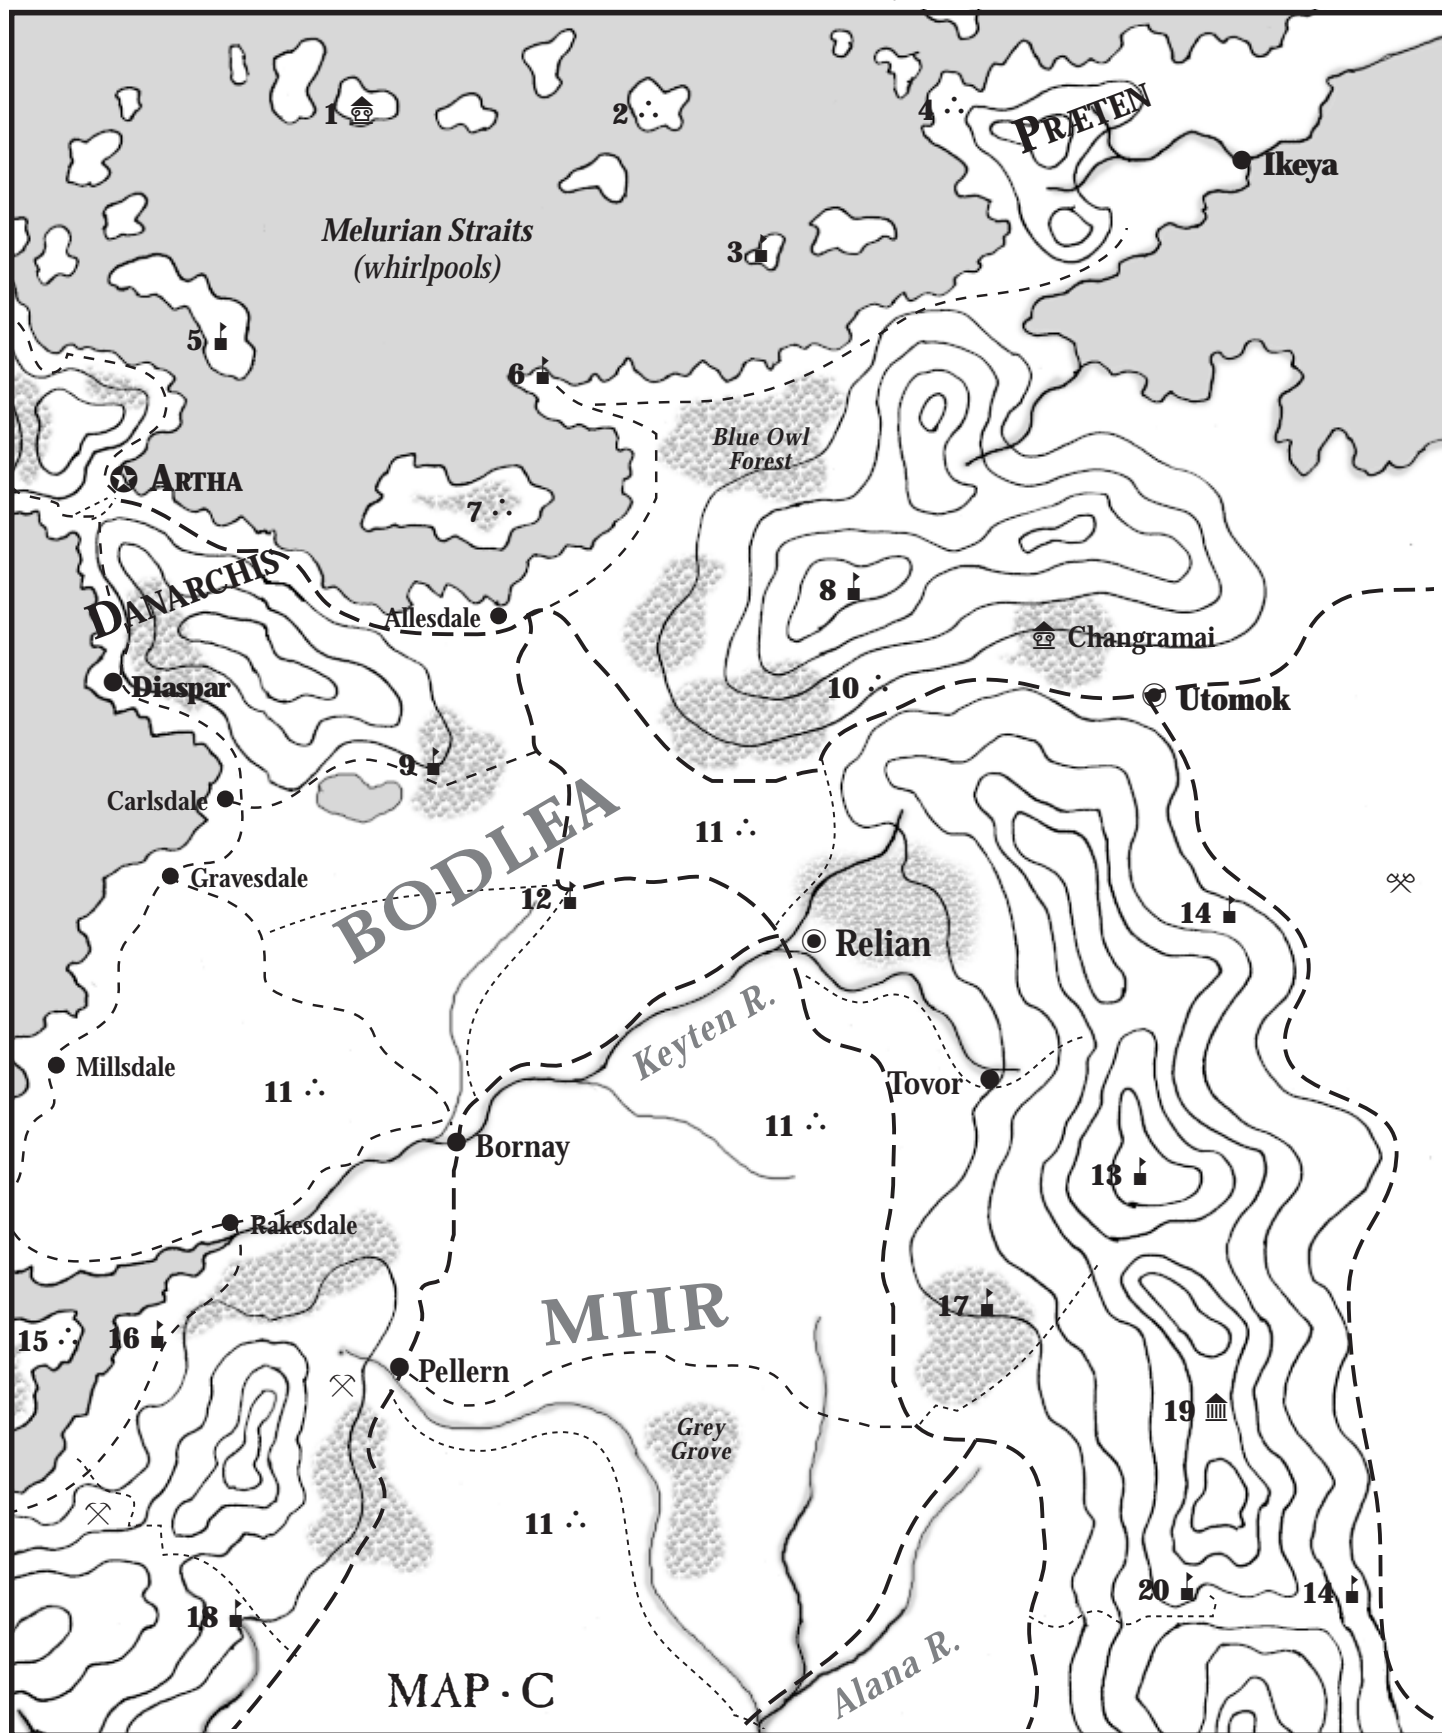 1
2
4
PRÆTEN
Ikeya
Melurian Straits
(whirlpools)
3
5
6
Blue Owl
Forest
ARTHA
7
DANARCHIS
8
Allesdale
Changramai
Diaspar
10
Utomok
9
Carlsdale
BODLEA
11
Gravesdale
12
14
Relian
Keyten R.
Millsdale
11
Tovor
11
Bornay
13
Rakesdale
MIIR
17
15
16
Pellern
19
Grey
Grove
11
20
14
18
Alana R.
MAP · C